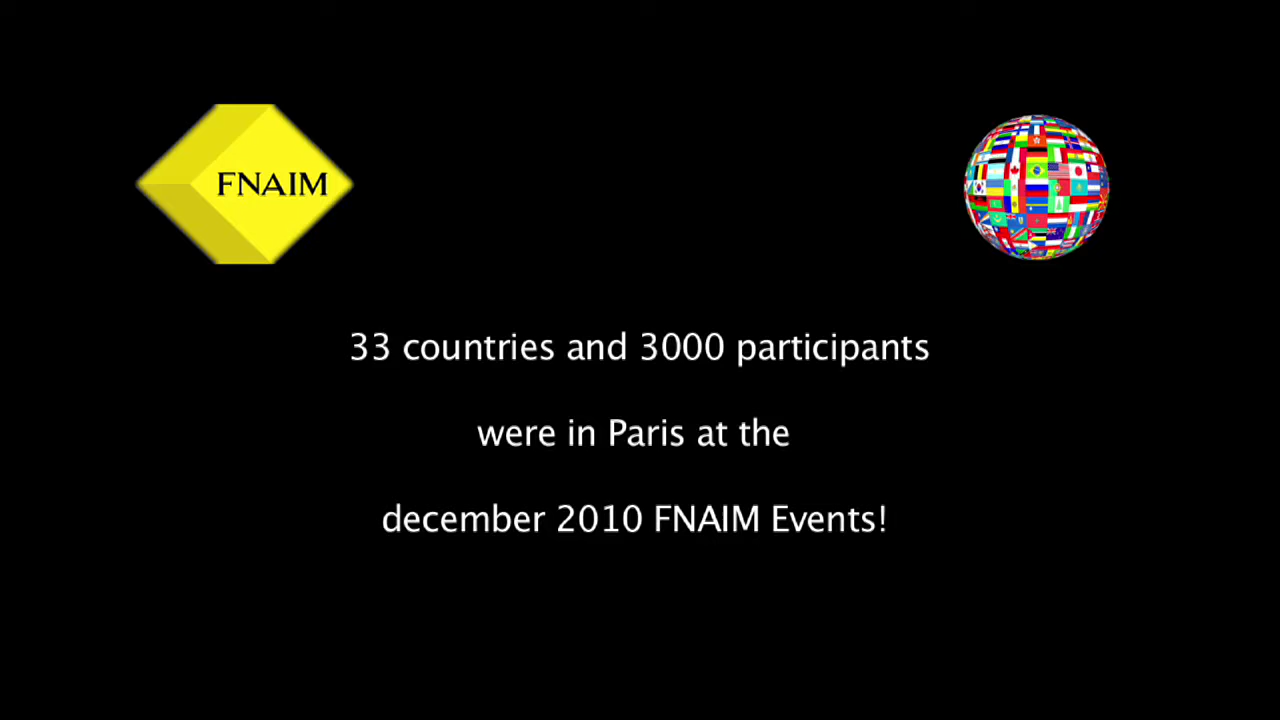 FNAIM
33 countries and 3000 participants
were in Paris at the
december 2010 FNAIM Events!